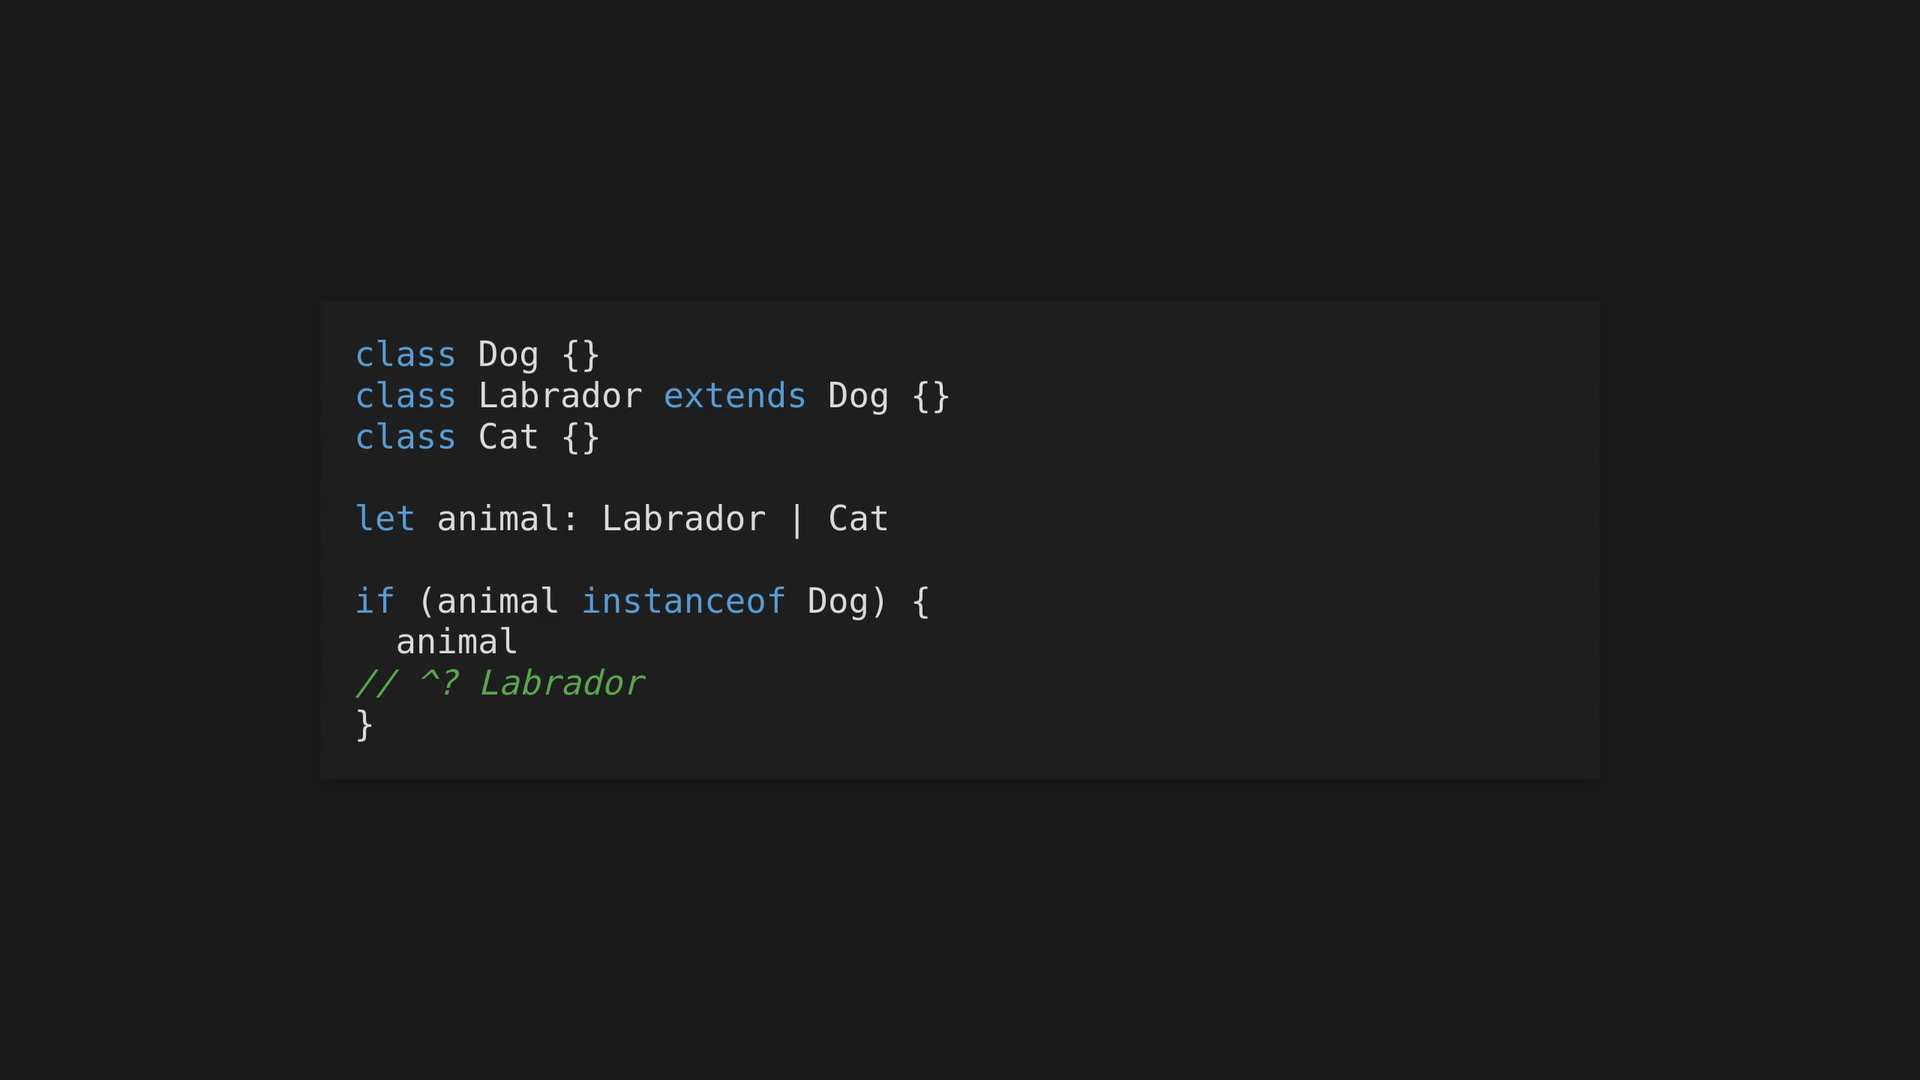 class Dog {}
class Labrador extends Dog {}
class Cat {}
let animal: Labrador | Cat
if (animal instanceof Dog) {
  animal
// ^? Labrador
}